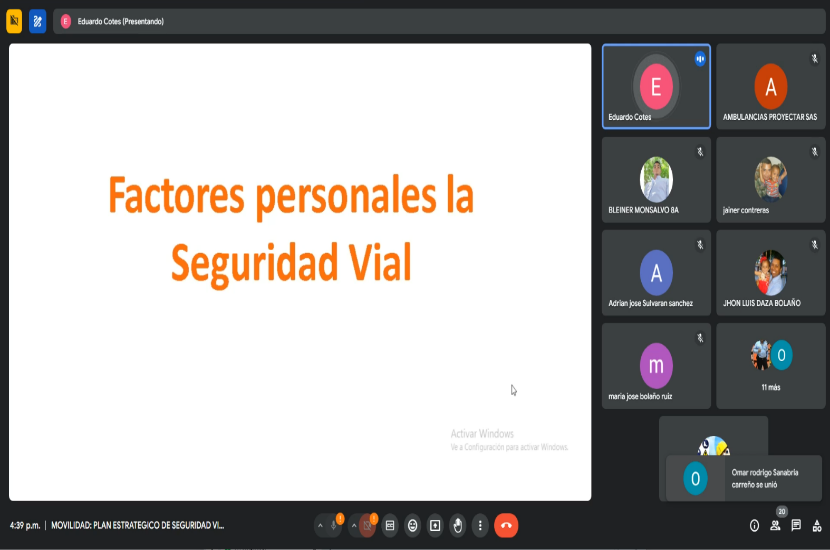 E Eduardo Cotes (Presentando)
Factores personales la
Seguridad Vial
Activar Windows
Ve a Configuración para activar Windows.
E
Eduardo Cotes
A
AMBULANCIAS PROYECTAR SAS
BLEINER MONSALVO 8A
jainer contreras
A
Adrian jose Sulvaran sanchez
JHON LUIS DAZA BOLAÑO
m
maria jose bolaño ruiz
O
11 más
O
Omar rodrigo Sanabria
carreño se unió
4:39 p.m. | MOVILIDAD: PLAN ESTRATEGICO DE SEGURIDAD VI...
20